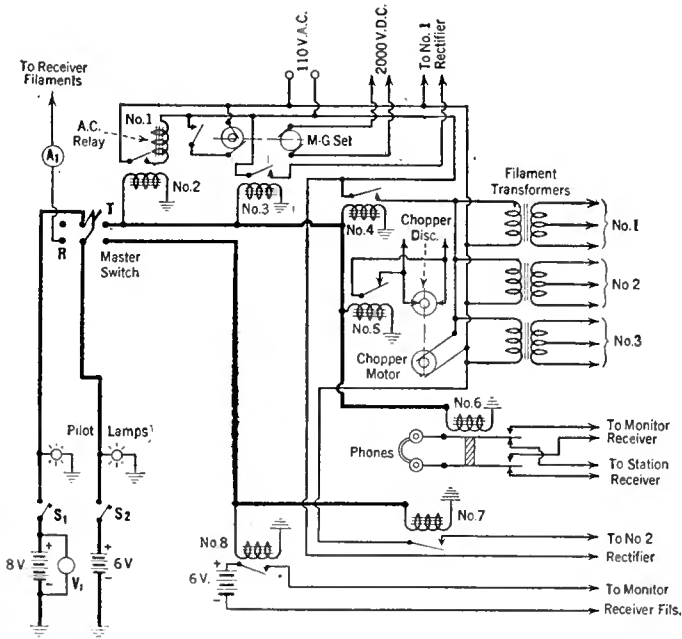 110 V.A.C.
2000 V.D.C.
To No. 1
Rectifier
To Receiver
Filaments
No.1
A.C.
Relay
M-G Set
A1
No.2
No.3
Filament
Transformers
T
R
Master
Switch
No.4
Chopper
Disc.
No.1
No 2
No.5
Chopper
Motor
No.3
No.6
Pilot Lamps
Phones
To Monitor
Receiver
To Station
Receiver
S1
S2
No.7
No.8
To No 2
Rectifier
8V.
+
-
V1
+
-
6V
6V.
+
-
To Monitor
Receiver Fils.